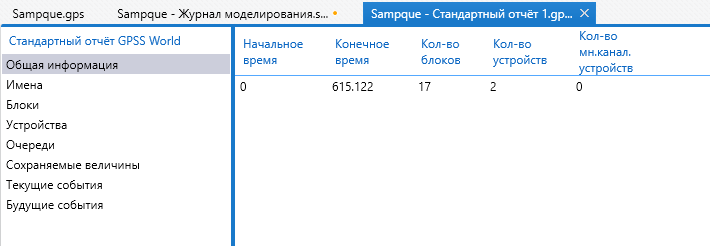 Sampque.gps Sampque - Журнал моделирования.s... Sampque - Стандартный отчёт 1.gp...
Стандартный отчёт GPSS World
Общая информация
Имена
Блоки
Устройства
Очереди
Сохраняемые величины
Текущие события
Будущие события
Начальное время Конечное время Кол-во блоков Кол-во устройств Кол-во мн.канал. устройств
0 615.122 17 2 0